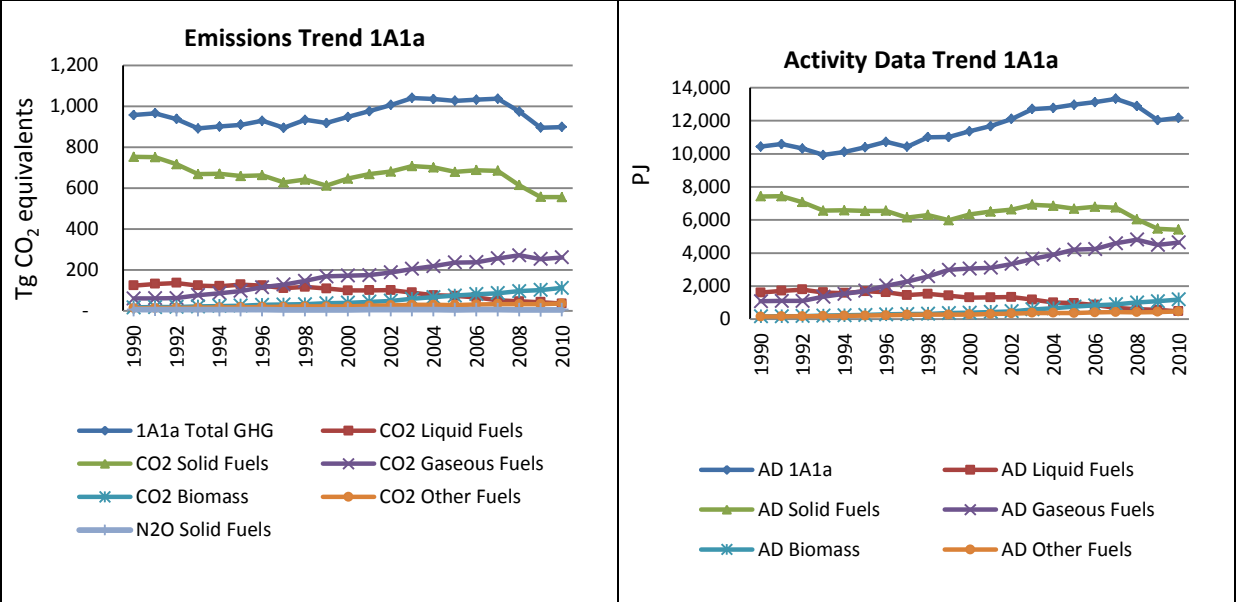 Emissions Trend 1A1a
Tg CO₂ equivalents
1,200
1,000
800
600
400
200
-
1990
1992
1994
1996
1998
2000
2002
2004
2006
2008
2010
1A1a Total GHG
CO2 Liquid Fuels
CO2 Solid Fuels
CO2 Gaseous Fuels
CO2 Biomass
CO2 Other Fuels
N2O Solid Fuels
Activity Data Trend 1A1a
PJ
14,000
12,000
10,000
8,000
6,000
4,000
2,000
0
1990
1992
1994
1996
1998
2000
2002
2004
2006
2008
2010
AD 1A1a
AD Liquid Fuels
AD Solid Fuels
AD Gaseous Fuels
AD Biomass
AD Other Fuels